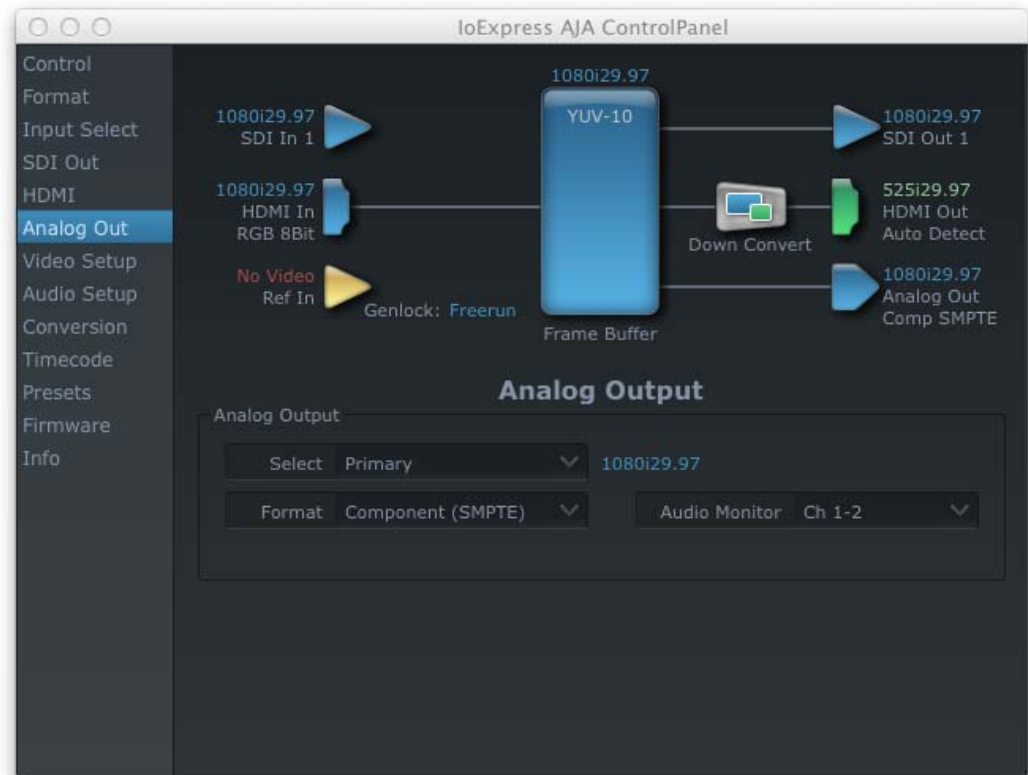 IoExpress AJA ControlPanel
Control
Format
Input Select
SDI Out
HDMI
Analog Out
Video Setup
Audio Setup
Conversion
Timecode
Presets
Firmware
Info
1080i29.97
YUV-10
Frame Buffer
1080i29.97
SDI In 1
1080i29.97
HDMI In
RGB 8Bit
No Video
Ref In
Genlock: Freerun
1080i29.97
SDI Out 1
Down Convert
525i29.97
HDMI Out
Auto Detect
1080i29.97
Analog Out
Comp SMPTE
Analog Output
Analog Output
Select Primary 1080i29.97
Format Component (SMPTE) Audio Monitor Ch 1-2